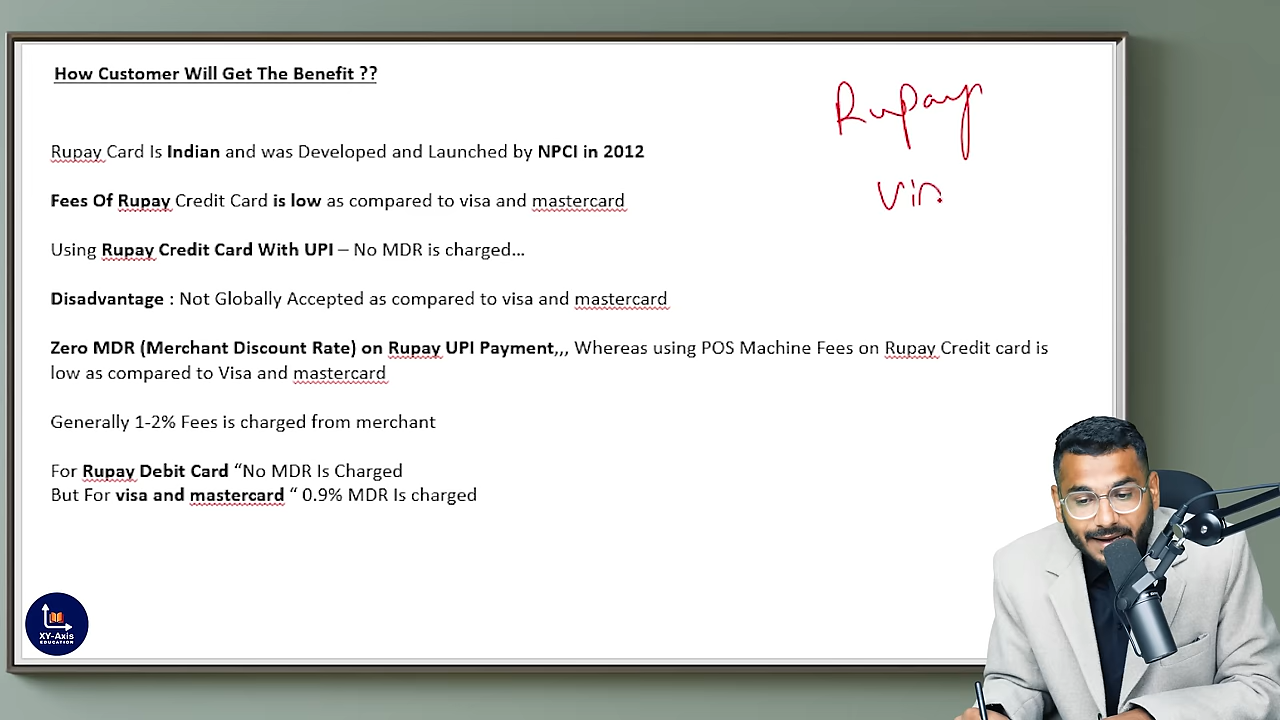 How Customer Will Get The Benefit ??
Rupay
Rupay Card Is Indian and was Developed and Launched by NPCI in 2012
Fees Of Rupay Credit Card is low as compared to visa and mastercard
Using Rupay Credit Card With UPI – No MDR is charged…
Disadvantage : Not Globally Accepted as compared to visa and mastercard
Zero MDR (Merchant Discount Rate) on Rupay UPI Payment,,, Whereas using POS Machine Fees on Rupay Credit card is
low as compared to Visa and mastercard
Generally 1-2% Fees is charged from merchant
For Rupay Debit Card “No MDR Is Charged
But For visa and mastercard “ 0.9% MDR Is charged
XY-Axis
EDUCATION